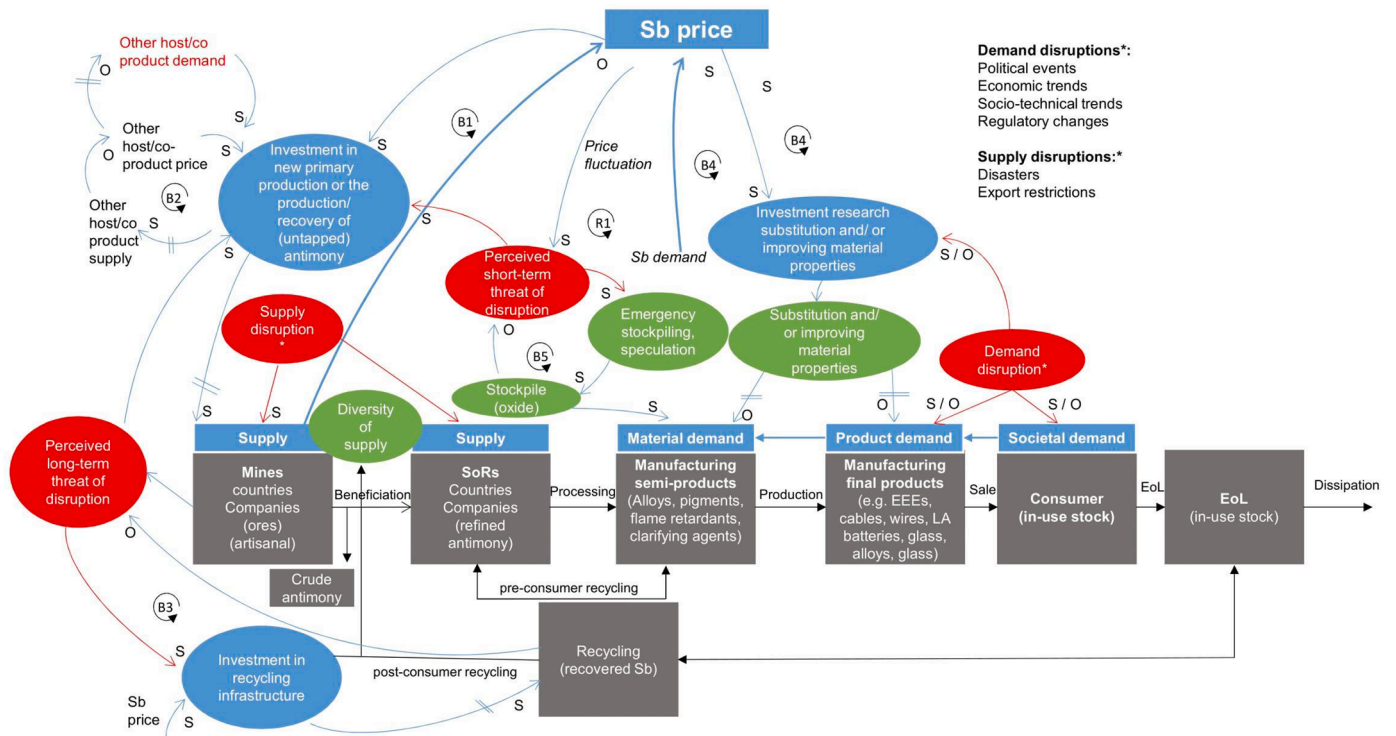 Sb price
Other host/co
product demand
O
S
Other
host/co-
product price
S
O
Other
host/co
product
supply
B2
S
Investment in
new primary
production or the
production/
recovery of
(untapped)
antimony
S
S
S
S
B1
O
Price
fluctuation
S
R1
S
S
B4
B4
S
Sb demand
Investment research
substitution and/ or
improving material
properties
S / O
Demand disruptions*:
Political events
Economic trends
Socio-technical trends
Regulatory changes
Supply disruptions:*
Disasters
Export restrictions
Supply
disruption
*
Perceived
short-term
threat of
disruption
S
Emergency
stockpiling,
speculation
Substitution and/
or improving
material
properties
Demand
disruption*
O
B5
S
Stockpile
(oxide)
S
O
O
S / O
S / O
S
S
S
Diversity
of
supply
Supply
Supply
Material demand
Product demand
Societal demand
Perceived
long-term
threat of
disruption
O
Mines
countries
Companies
(ores)
(artisanal)
Beneficiation
SoRs
Countries
Companies
(refined
antimony)
Processing
Manufacturing
semi-products
(Alloys, pigments,
flame retardants,
clarifying agents)
Production
Manufacturing
final products
(e.g. EEEs,
cables, wires, LA
batteries, glass,
alloys, glass)
Sale
Consumer
(in-use stock)
EoL
EoL
(in-use stock)
Dissipation
Crude
antimony
pre-consumer recycling
B3
S
Investment in
recycling
infrastructure
post-consumer recycling
Recycling
(recovered Sb)
S
Sb
price
S